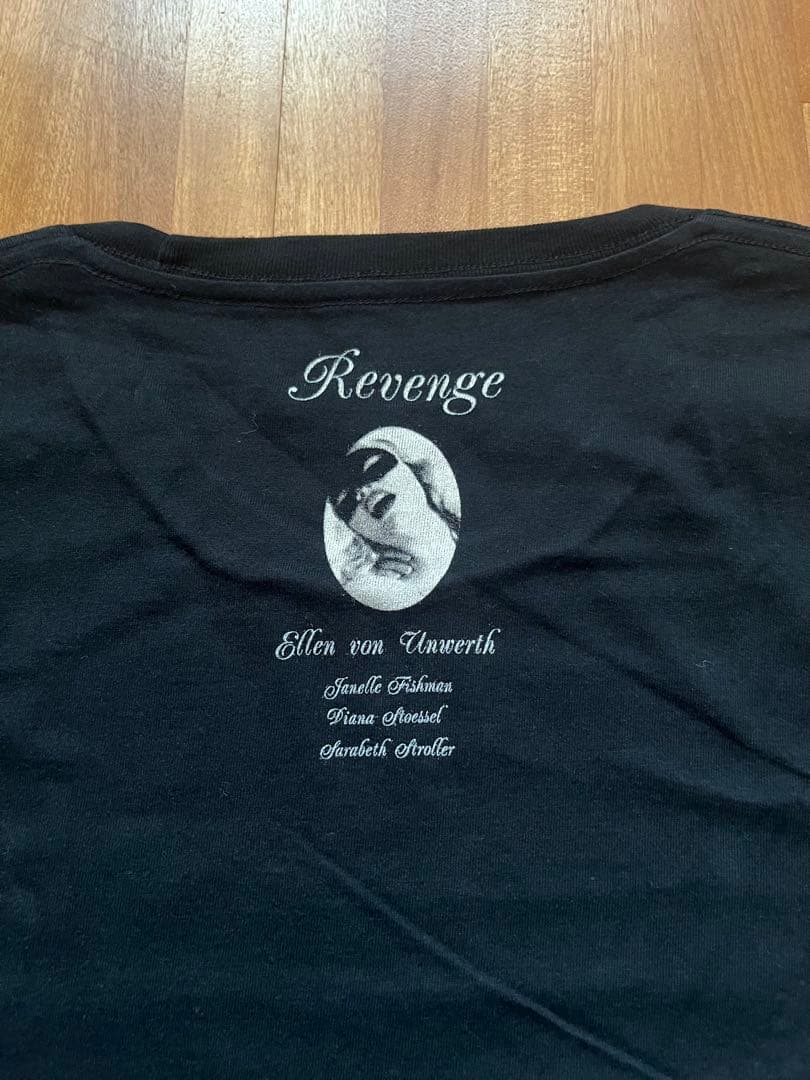 Revenge
Ellen von Unwerth
Janelle Fishman
Diana Stoessel
Sarabeth Stroller